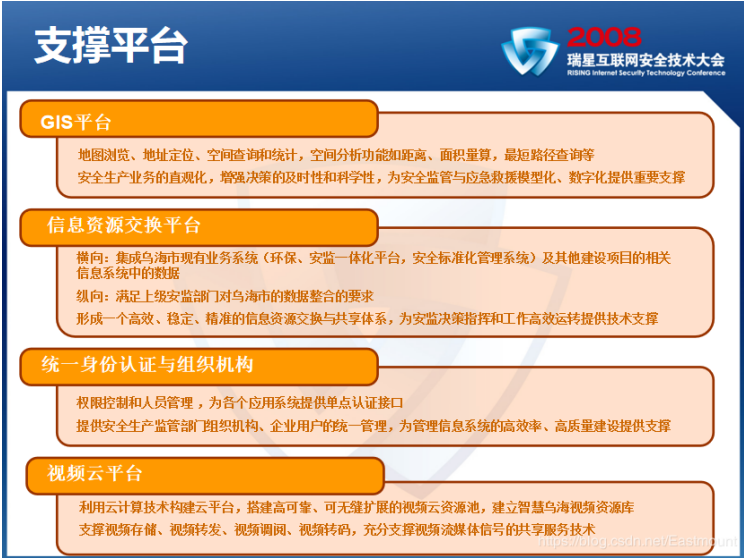 支撑平台
2008
瑞星互联网安全技术大会
RISING Internet Security Technology Conference
GIS平台
地图浏览、地址定位、空间查询和统计，空间分析功能如距离、面积量算，最短路径查询等
安全生产业务的直观化，增强决策的及时性和科学性，为安全监管与应急救援模型化、数字化提供重要支撑
信息资源交换平台
横向：集成乌海市现有业务系统（环保、安监一体化平台，安全标准化管理系统）及其他建设项目的相关
信息系统中的数据
纵向：满足上级安监部门对乌海市的数据整合的要求
形成一个高效、稳定、精准的信息资源交换与共享体系，为安监决策指挥和工作高效运转提供技术支撑
统一身份认证与组织机构
权限控制和人员管理 ，为各个应用系统提供单点认证接口
提供安全生产监管部门组织机构、企业用户的统一管理，为管理信息系统的高效率、高质量建设提供支撑
视频云平台
利用云计算技术构建云平台，搭建高可靠、可无缝扩展的视频云资源池，建立智慧乌海视频资源库
支撑视频存储、视频转发、视频调阅、视频转码，充分支撑视频流媒体信号的共享服务技术
https://blog.csdn.net/Eastmount